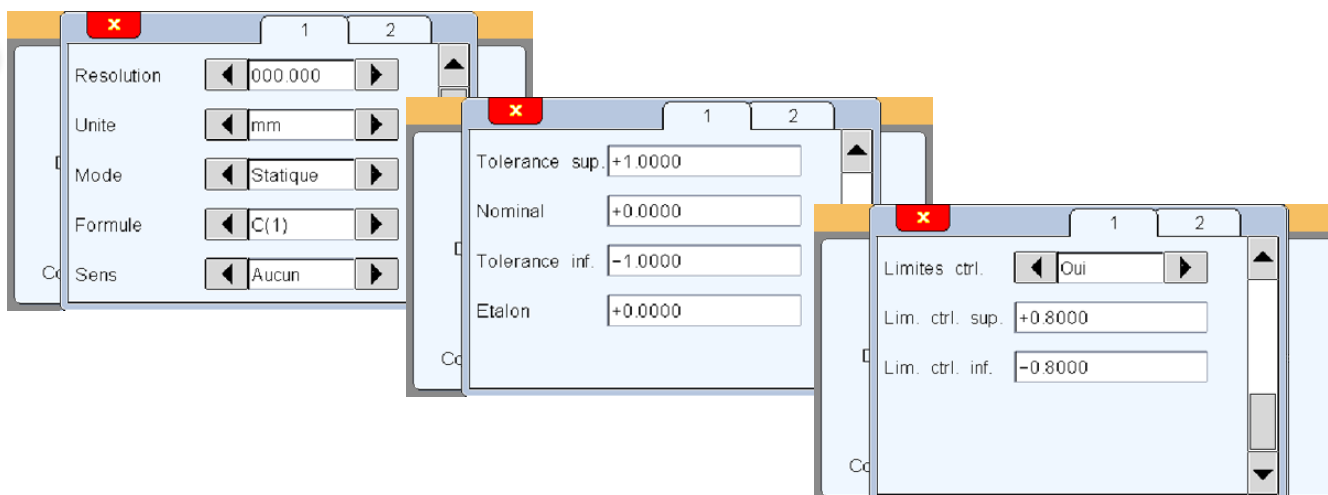 x 1 2
Resolution 000.000
Unite mm
Mode Statique
Formule C(1)
Sens Aucun
x 1 2
Tolerance sup. +1.0000
Nominal +0.0000
Tolerance inf. -1.0000
Etalon +0.0000
x 1 2
Limites ctrl. Oui
Lim. ctrl. sup. +0.8000
Lim. ctrl. inf. -0.8000